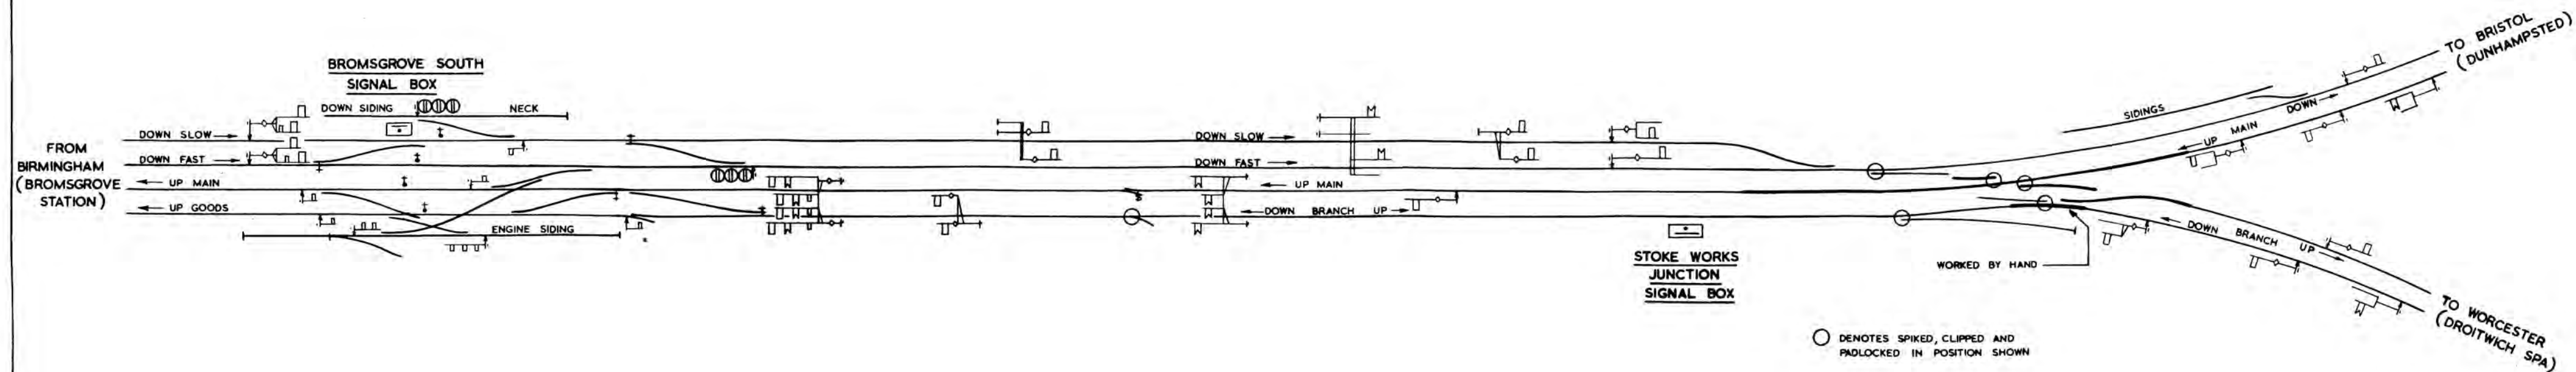 BROMSGROVE SOUTH
SIGNAL BOX
DOWN SIDING
NECK
DOWN SLOW
FROM
BIRMINGHAM
(BROMSGROVE
STATION)
DOWN FAST
UP MAIN
UP GOODS
ENGINE SIDING
DOWN SLOW
DOWN FAST
UP MAIN
DOWN BRANCH UP
M
M
STOKE WORKS
JUNCTION
SIGNAL BOX
SIDINGS
DOWN
UP MAIN
TO BRISTOL
(DUNHAMPSTED)
DOWN BRANCH UP
WORKED BY HAND
TO WORCESTER
(DROITWICH SPA)
DENOTES SPIKED, CLIPPED AND
PADLOCKED IN POSITION SHOWN